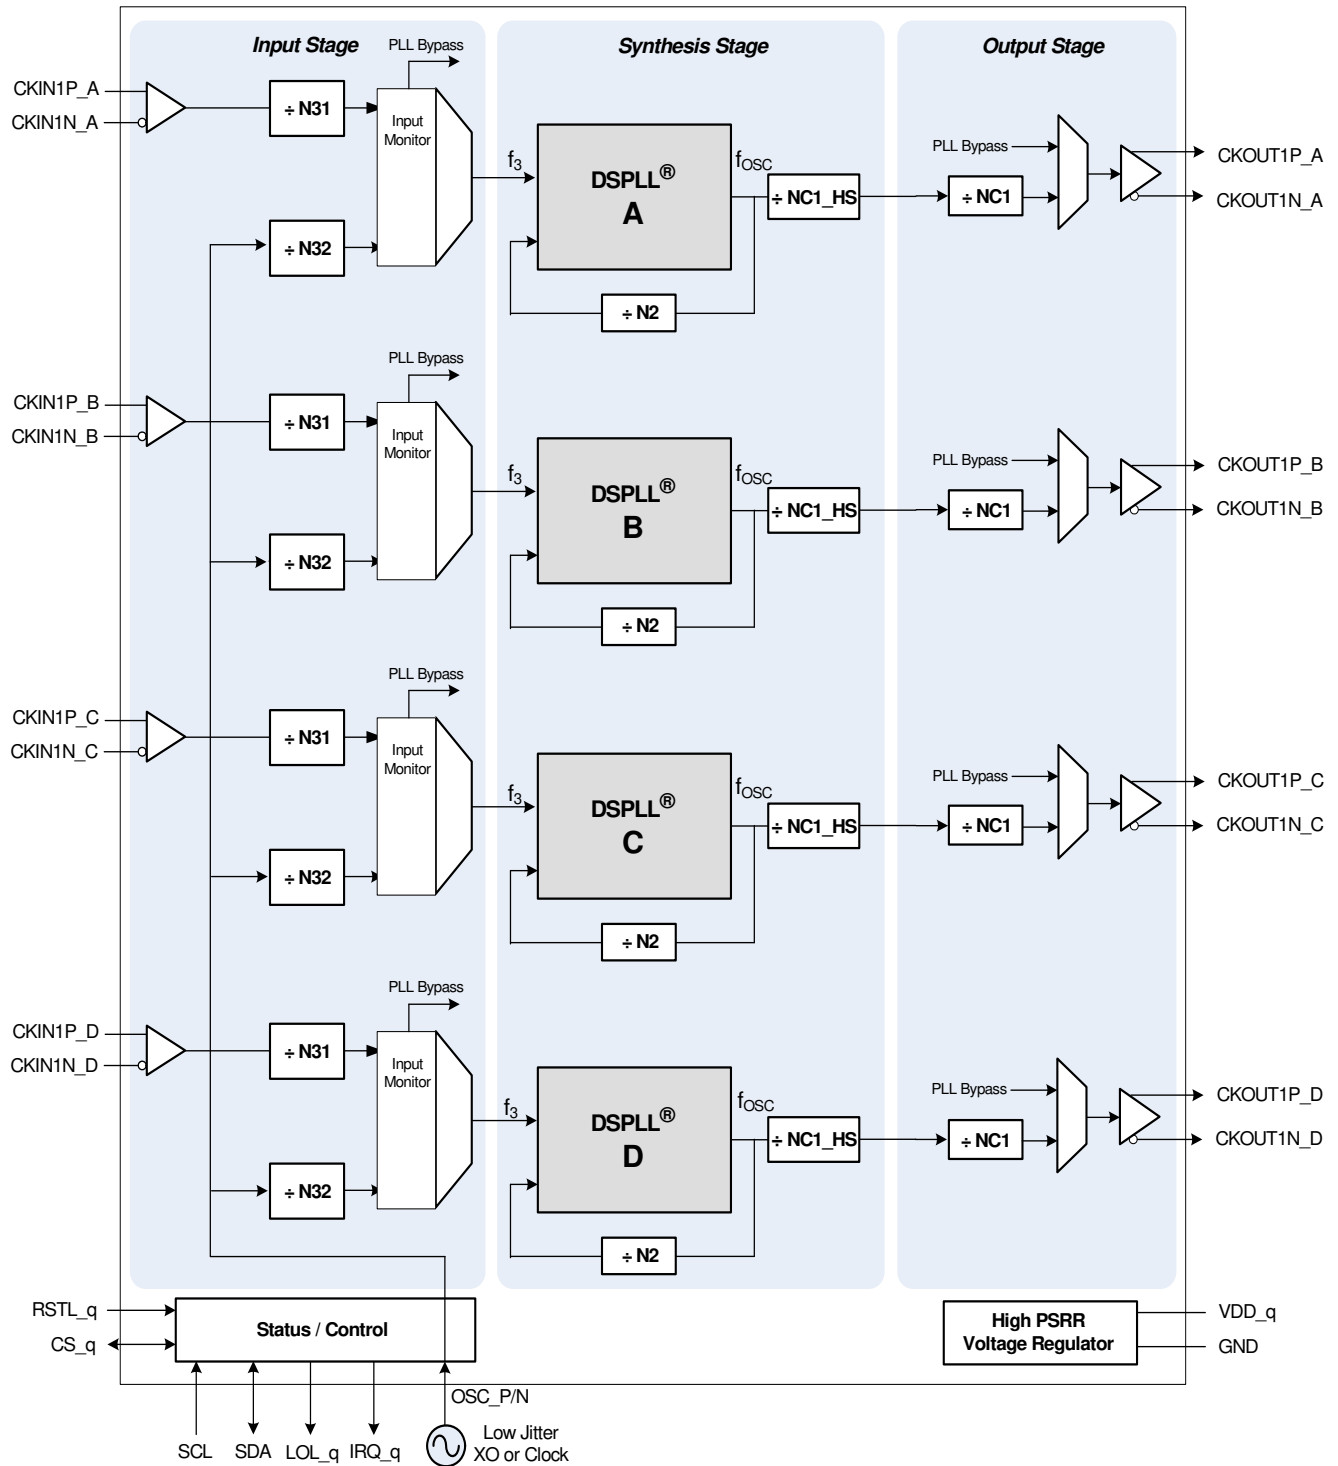 Input Stage
Synthesis Stage
Output Stage
PLL Bypass
CKIN1P_A
CKIN1N_A
÷ N31
Input
Monitor
÷ N32
f3
DSPLL®
A
fOSC
÷ NC1_HS
÷ N2
PLL Bypass
÷ NC1
CKOUT1P_A
CKOUT1N_A
PLL Bypass
CKIN1P_B
CKIN1N_B
÷ N31
Input
Monitor
÷ N32
f3
DSPLL®
B
fOSC
÷ NC1_HS
÷ N2
PLL Bypass
÷ NC1
CKOUT1P_B
CKOUT1N_B
PLL Bypass
CKIN1P_C
CKIN1N_C
÷ N31
Input
Monitor
÷ N32
f3
DSPLL®
C
fOSC
÷ NC1_HS
÷ N2
PLL Bypass
÷ NC1
CKOUT1P_C
CKOUT1N_C
PLL Bypass
CKIN1P_D
CKIN1N_D
÷ N31
Input
Monitor
÷ N32
f3
DSPLL®
D
fOSC
÷ NC1_HS
÷ N2
PLL Bypass
÷ NC1
CKOUT1P_D
CKOUT1N_D
RSTL_q
CS_q
Status / Control
High PSRR
Voltage Regulator
VDD_q
GND
OSC_P/N
SCL
SDA
LOL_q
IRQ_q
Low Jitter
XO or Clock